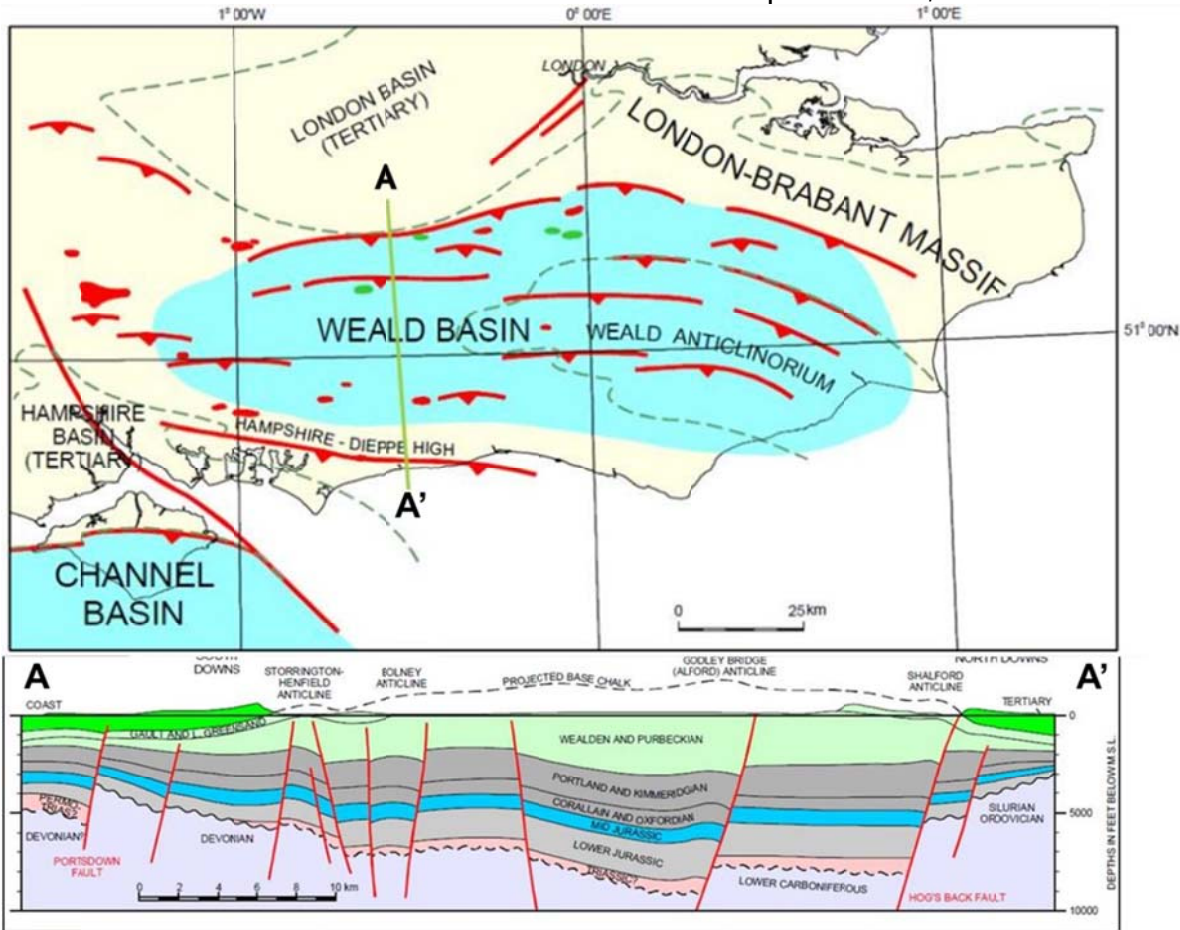 1° 00'W
0° 00'E
1° 00'E
LONDON
LONDON BASIN
(TERTIARY)
LONDON-BRABANT MASSIF
A
WEALD BASIN
WEALD ANTICLINORIUM
51° 00'N
HAMPSHIRE
BASIN
(TERTIARY)
HAMPSHIRE - DIEPPE HIGH
A'
CHANNEL
BASIN
0 25km
A
DOWNS
STORRINGTON-
HENFIELD
ANTICLINE
BOLNEY
ANTICLINE
PROJECTED BASE CHALK
GODLEY BRIDGE
(ALFORD) ANTICLINE
SHALFORD
ANTICLINE
NORTH DOWNS
A'
COAST
TERTIARY
0
GAULT AND L. GREENSAND
WEALDEN AND PURBECKIAN
PORTLAND AND KIMMERIDGIAN
CORALLAIN AND OXFORDIAN
MID JURASSIC
LOWER JURASSIC
TRIASSIC?
PERMO-
TRIAS?
DEVONIAN?
DEVONIAN
SLURIAN
ORDOVICIAN
5000
LOWER CARBONIFEROUS
PORTSDOWN
FAULT
HOG'S BACK FAULT
0 2 4 6 8 10 km
10000
DEPTHS IN FEET BELOW M.S.L.